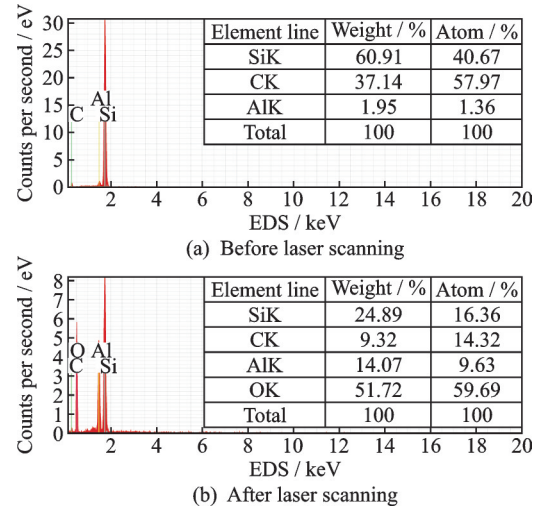 Counts per second / eV
30
25
20
15
10
5
0
C
Al
Si
Element line Weight / % Atom / %
SiK 60.91 40.67
CK 37.14 57.97
AlK 1.95 1.36
Total 100 100
2 4 6 8 10 12 14 16 18 20
EDS / keV
(a) Before laser scanning
Counts per second / eV
8
7
6
5
4
3
2
1
0
O
C
Al
Si
Element line Weight / % Atom / %
SiK 24.89 16.36
CK 9.32 14.32
AlK 14.07 9.63
OK 51.72 59.69
Total 100 100
2 4 6 8 10 12 14 16 18 20
EDS / keV
(b) After laser scanning